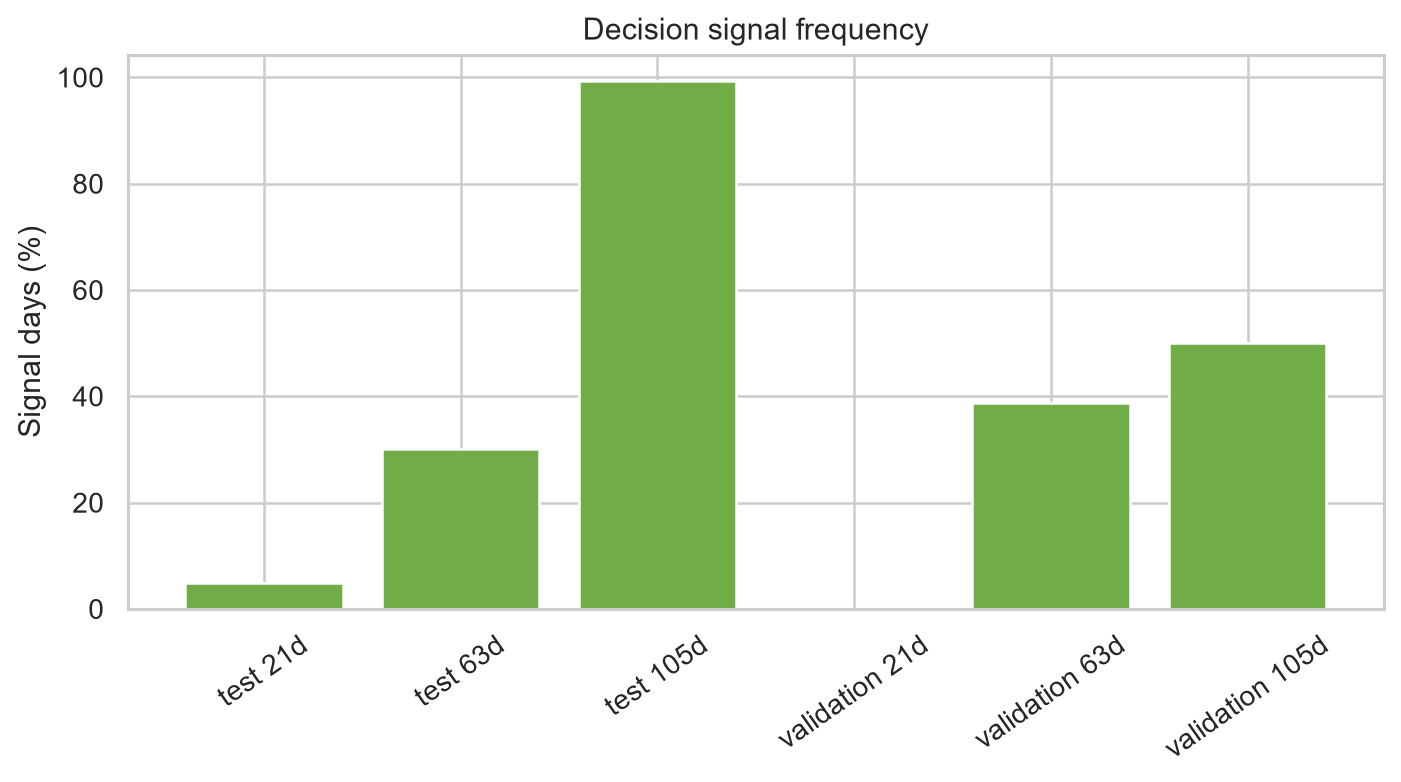 Decision signal frequency
Signal days (%)
100
80
60
40
20
0
test 21d
test 63d
test 105d
validation 21d
validation 63d
validation 105d